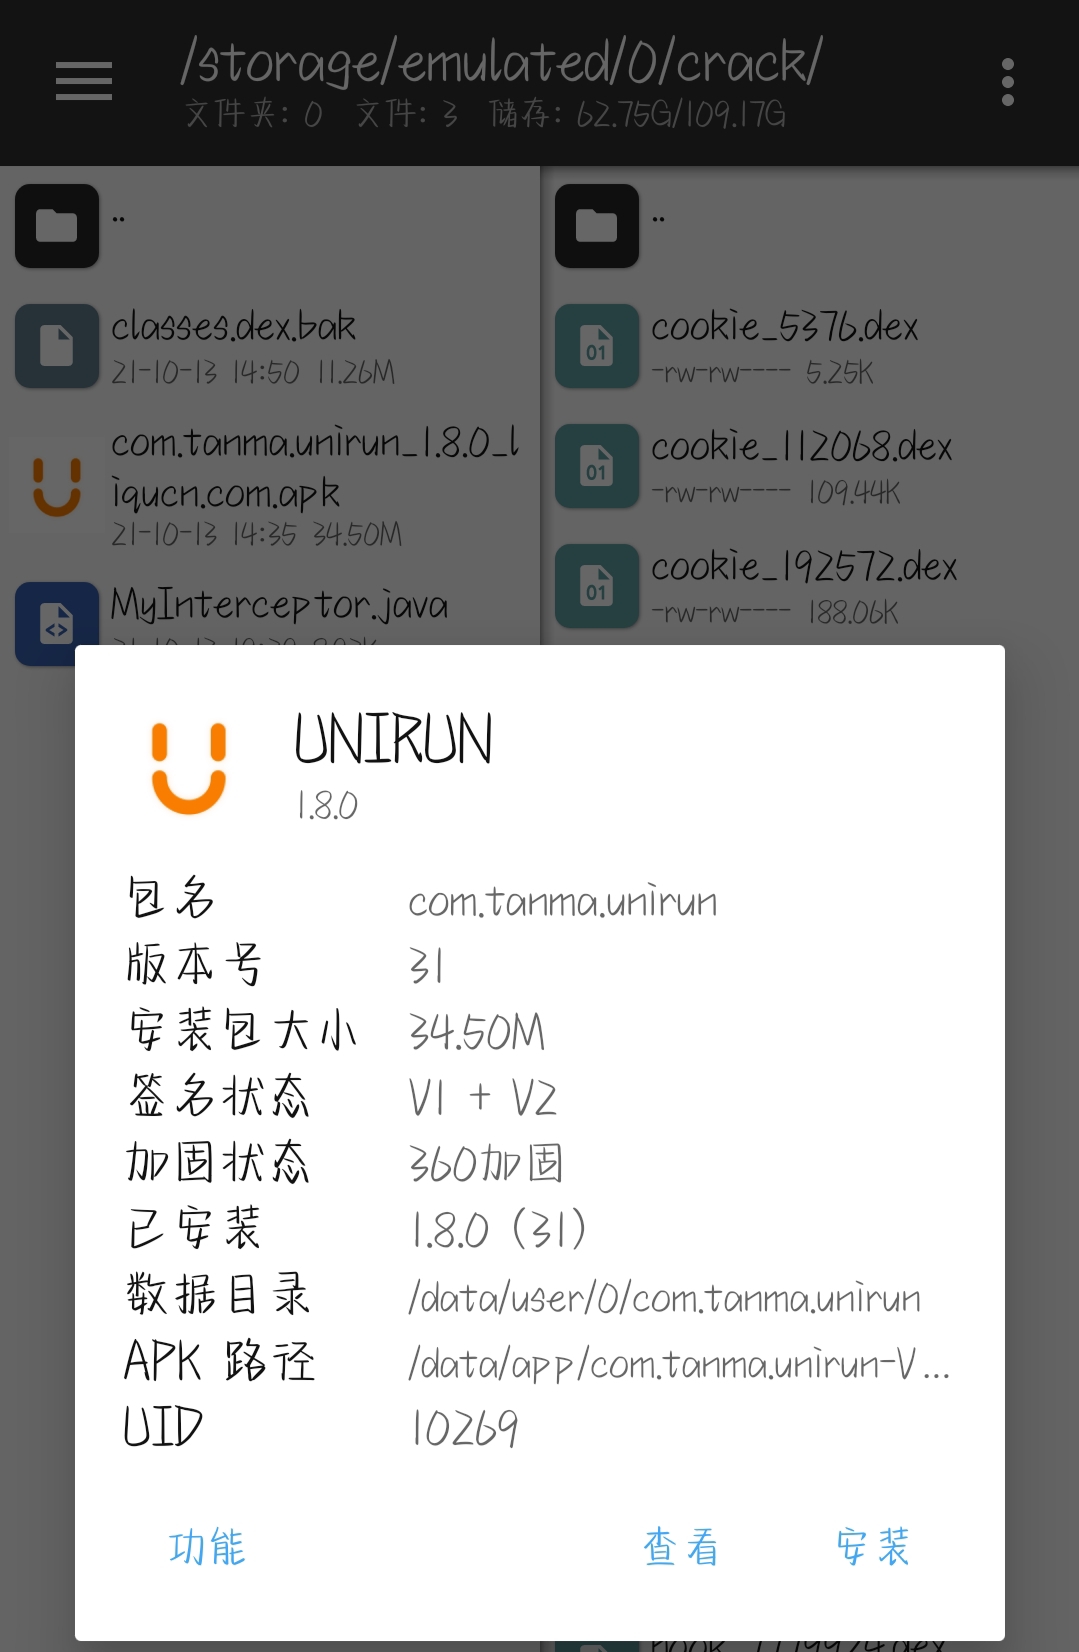 /storage/emulated/0/crack/
文件夹: 0 文件: 3 储存: 62.75G/109.17G
..
classes.dex.bak
21-10-13 14:50 11.26M
com.tanma.unirun_1.8.0_l
iqucn.com.apk
21-10-13 14:35 34.50M
MyInterceptor.java
..
cookie_5376.dex
-rw-rw---- 5.25K
cookie_112068.dex
-rw-rw---- 109.44K
cookie_192572.dex
-rw-rw---- 188.06K
UNIRUN
1.8.0
包名 com.tanma.unirun
版本号 31
安装包大小 34.50M
签名状态 V1 + V2
加固状态 360加固
已安装 1.8.0 (31)
数据目录 /data/user/0/com.tanma.unirun
APK 路径 /data/app/com.tanma.unirun-V...
UID 10269
功能 查看 安装